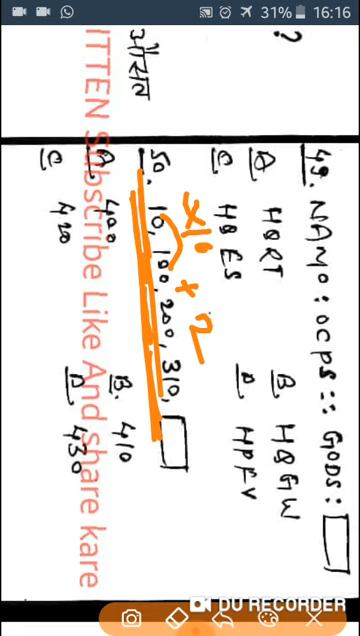 31% 16:16
?
औसत
49. NAMO : OCPS :: GODS :
A HQRT B HQGW
C HQES D HPFV
×10 +2
50. 10, 100, 200, 310,
A. 400 B. 410
C 420 D. 430
ITTEN Subscribe Like And share kare
DU RECORDER